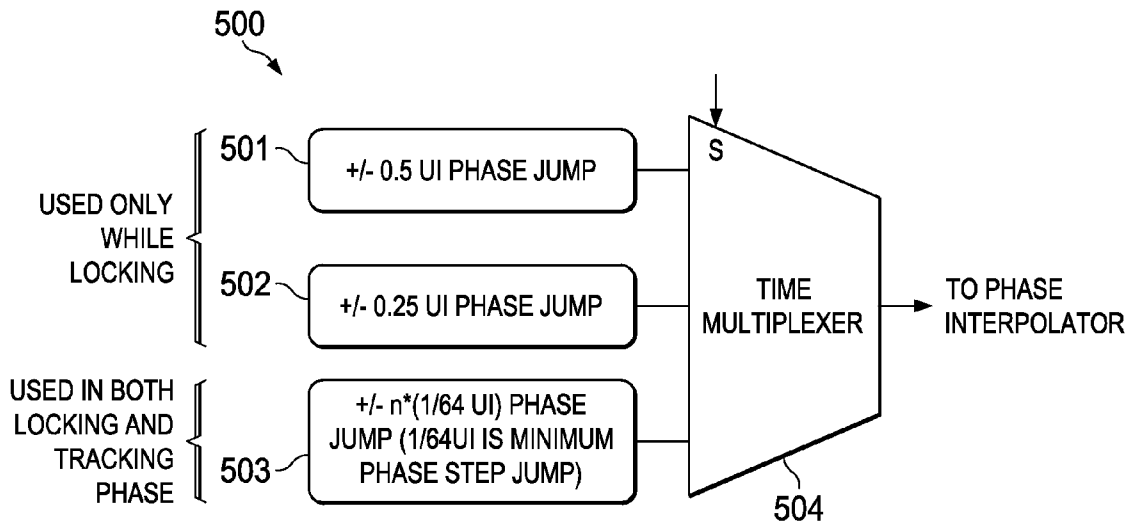 500
501
+/- 0.5 UI PHASE JUMP
S
USED ONLY
WHILE
LOCKING
502
+/- 0.25 UI PHASE JUMP
TIME
MULTIPLEXER
TO PHASE
INTERPOLATOR
USED IN BOTH
LOCKING AND
TRACKING
PHASE
503
+/- n*(1/64 UI) PHASE
JUMP (1/64UI IS MINIMUM
PHASE STEP JUMP)
504